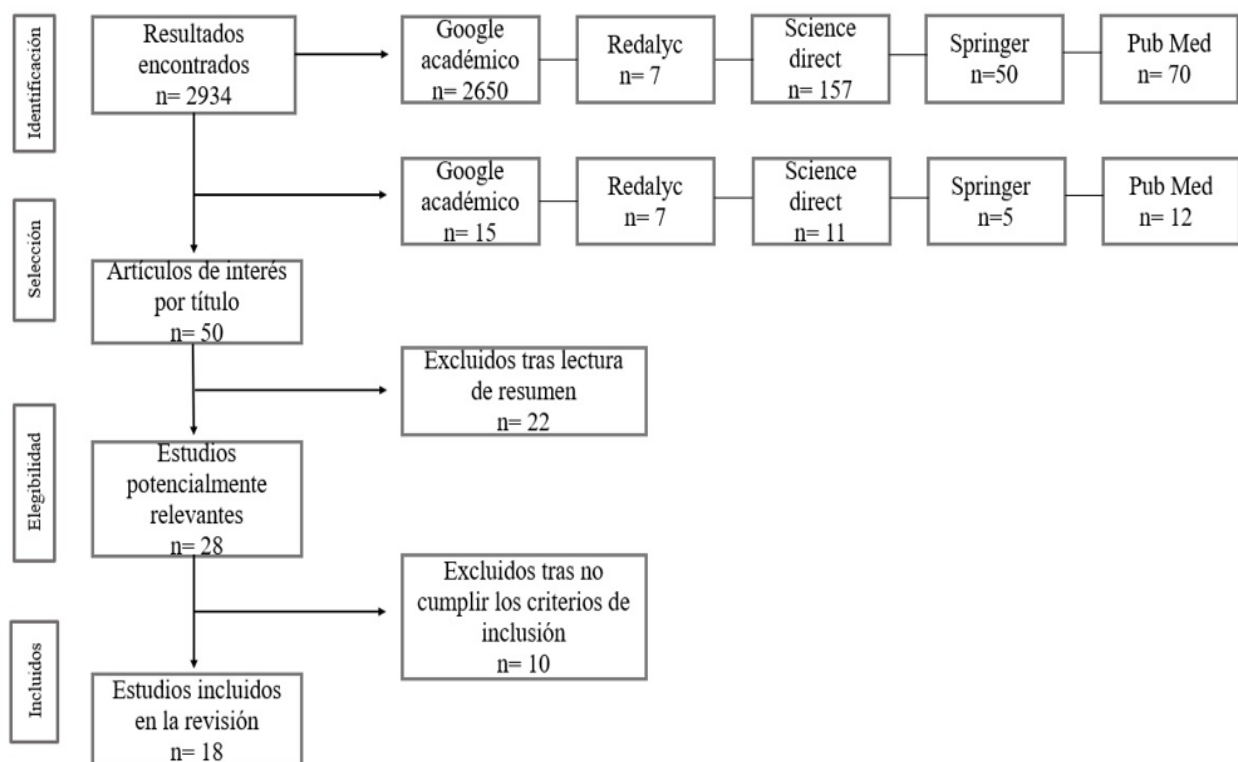 Identificación
Resultados
encontrados
n= 2934
Google
académico
n= 2650
Redalyc
n= 7
Science
direct
n= 157
Springer
n=50
Pub Med
n= 70
Selección
Google
académico
n= 15
Redalyc
n= 7
Science
direct
n= 11
Springer
n=5
Pub Med
n= 12
Artículos de interés
por título
n= 50
Excluidos tras lectura
de resumen
n= 22
Elegibilidad
Estudios
potencialmente
relevantes
n= 28
Excluidos tras no
cumplir los criterios de
inclusión
n= 10
Incluidos
Estudios incluidos
en la revisión
n= 18